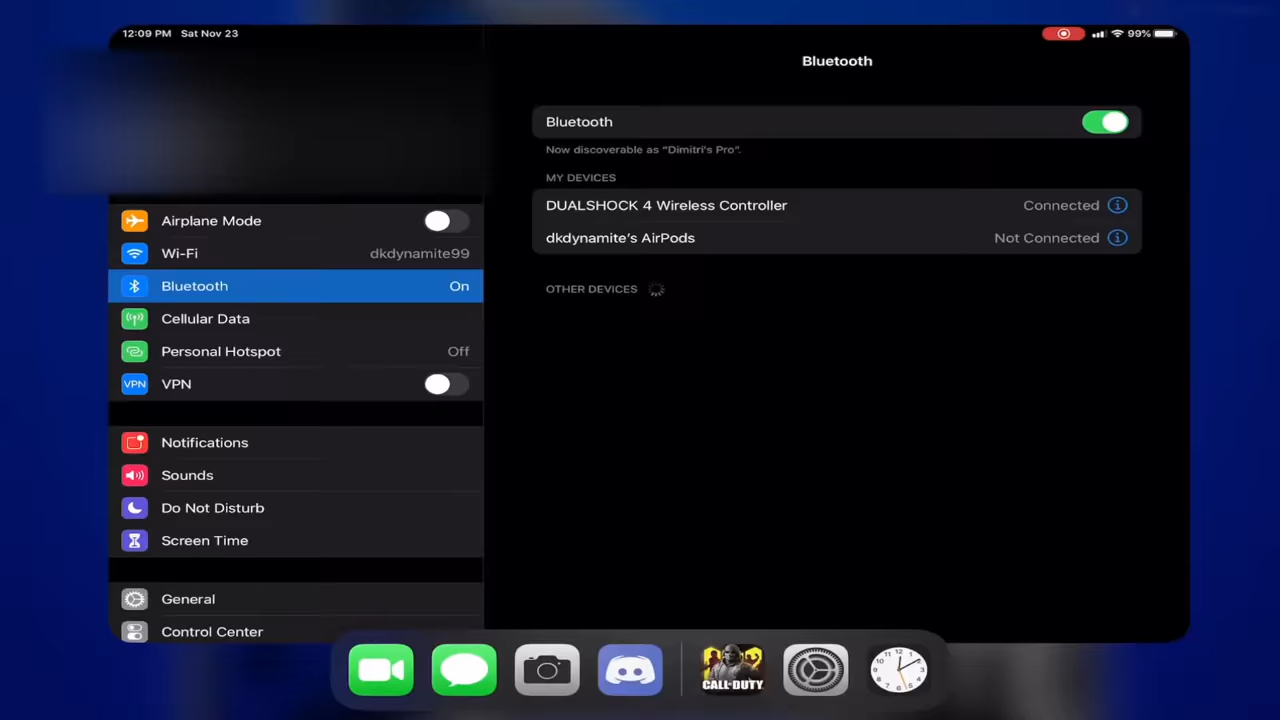 12:09 PM Sat Nov 23
99%
Airplane Mode
Wi-Fi dkdynamite99
Bluetooth On
Cellular Data
Personal Hotspot Off
VPN VPN
Notifications
Sounds
Do Not Disturb
Screen Time
General
Control Center
Bluetooth
Bluetooth
Now discoverable as “Dimitri's Pro”.
MY DEVICES
DUALSHOCK 4 Wireless Controller Connected
dkdynamite’s AirPods Not Connected
OTHER DEVICES
CALL·DUTY